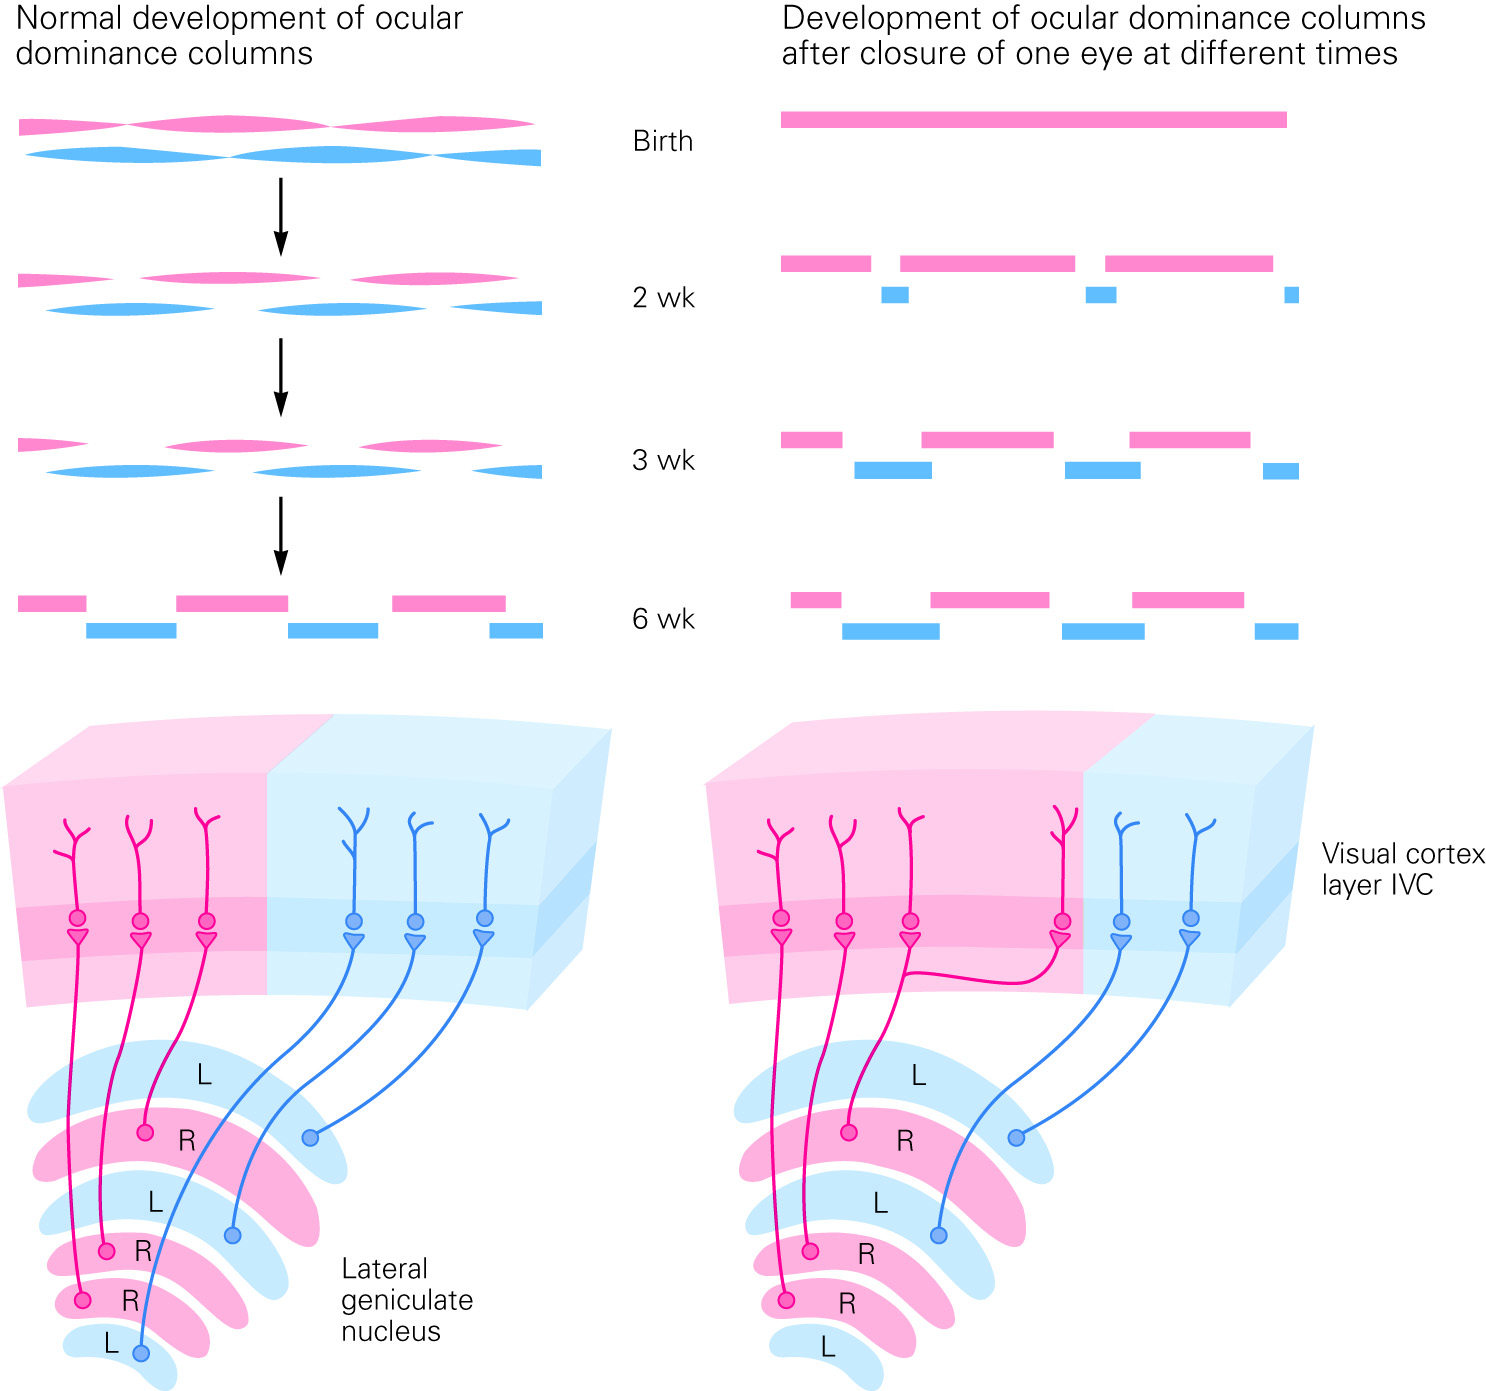 Normal development of ocular
dominance columns
Development of ocular dominance columns
after closure of one eye at different times
Birth
2 wk
3 wk
6 wk
Visual cortex
layer IVC
L
R
L
R
R
L
Lateral
geniculate
nucleus
L
R
L
R
R
L